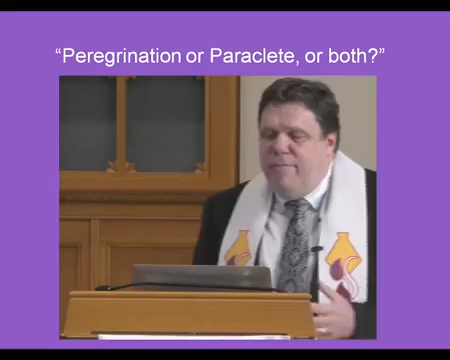 “Peregrination or Paraclete, or both?”